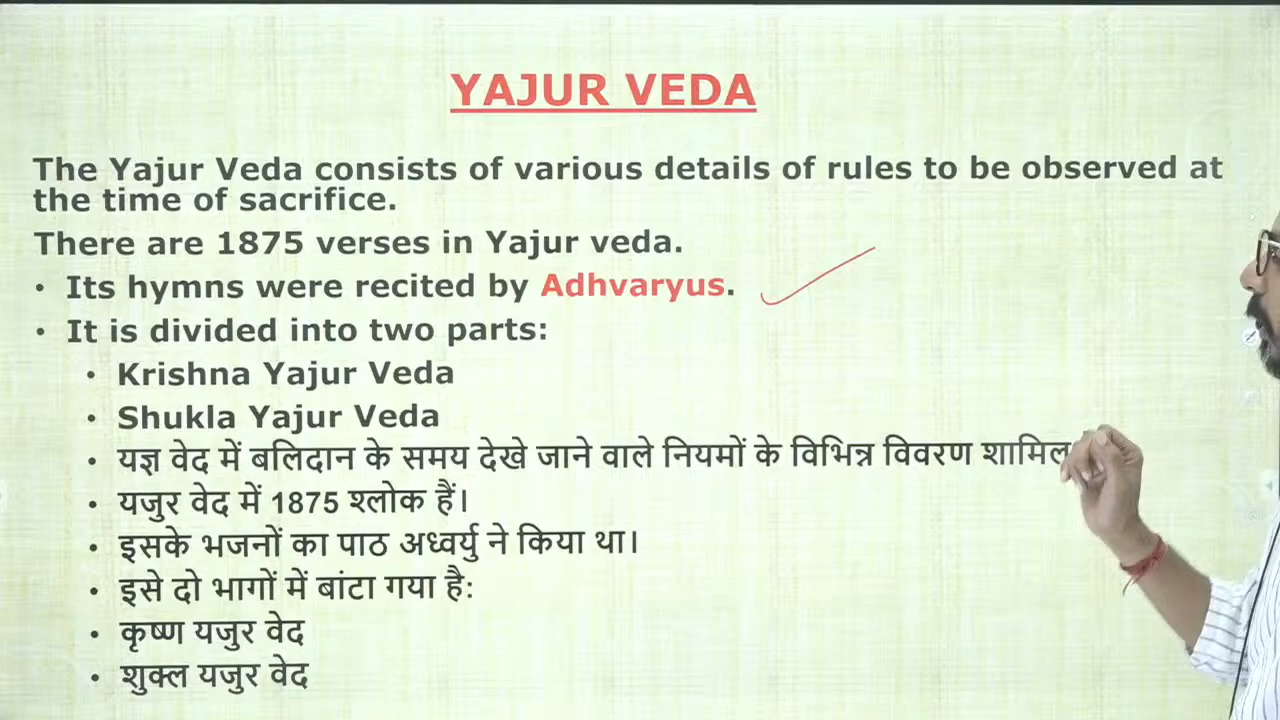 YAJUR VEDA
The Yajur Veda consists of various details of rules to be observed at
the time of sacrifice.
There are 1875 verses in Yajur veda.
• Its hymns were recited by Adhvaryus.
• It is divided into two parts:
• Krishna Yajur Veda
• Shukla Yajur Veda
• यज्ञ वेद में बलिदान के समय देखे जाने वाले नियमों के विभिन्न विवरण शामिल
• यजुर वेद में 1875 श्लोक हैं।
• इसके भजनों का पाठ अध्वर्यु ने किया था।
• इसे दो भागों में बांटा गया है:
• कृष्ण यजुर वेद
• शुक्ल यजुर वेद